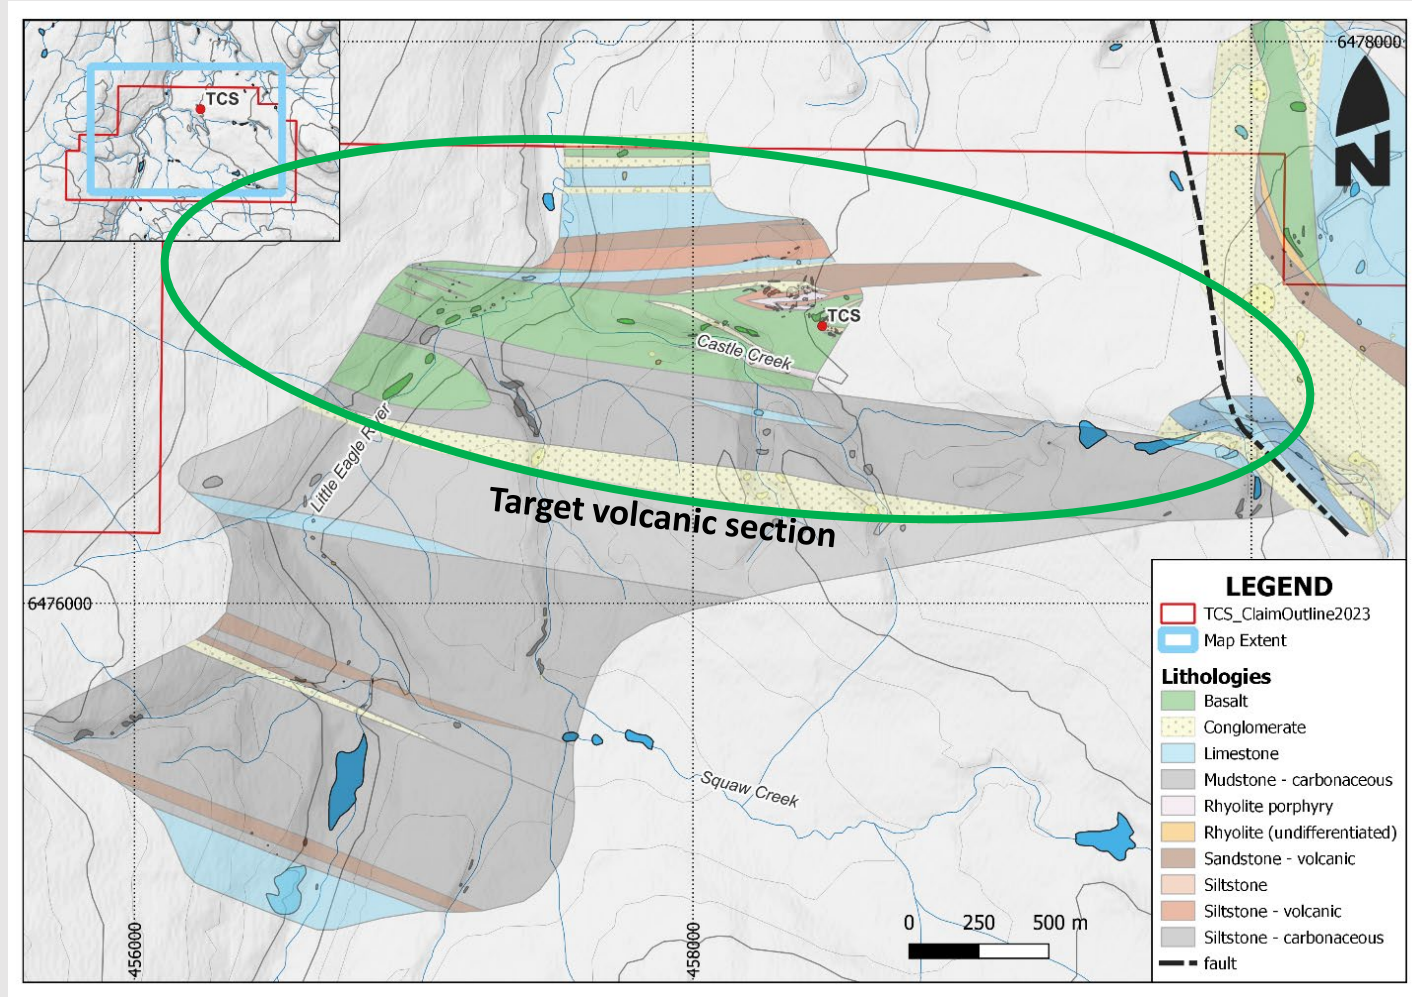 TCS
6478000
N
TCS
Castle Creek
Little Eagle River
Target volcanic section
6476000
Squaw Creek
0 250 500 m
456000
458000
LEGEND
TCS_ClaimOutline2023
Map Extent
Lithologies
Basalt
Conglomerate
Limestone
Mudstone - carbonaceous
Rhyolite porphyry
Rhyolite (undifferentiated)
Sandstone - volcanic
Siltstone
Siltstone - volcanic
Siltstone - carbonaceous
fault